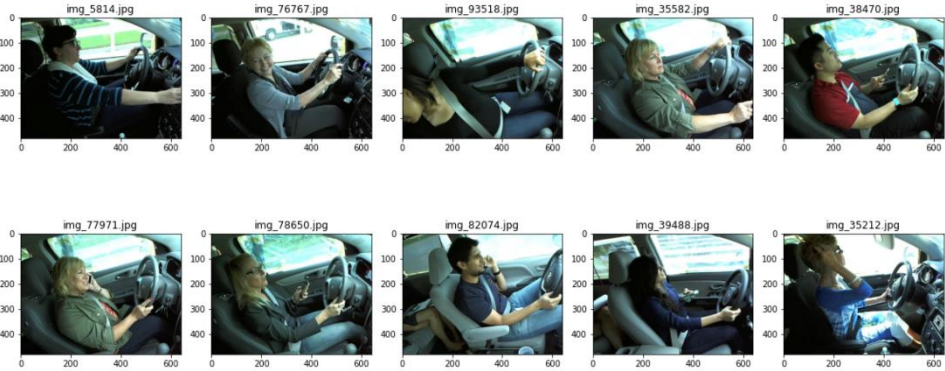 img_5814.jpg img_76767.jpg img_93518.jpg img_35582.jpg img_38470.jpg
0 0 0 0 0
100 100 100 100 100
200 200 200 200 200
300 300 300 300 300
400 400 400 400 400
0 200 400 600 0 200 400 600 0 200 400 600 0 200 400 600 0 200 400 600
img_77971.jpg img_78650.jpg img_82074.jpg img_39488.jpg img_35212.jpg
0 0 0 0 0
100 100 100 100 100
200 200 200 200 200
300 300 300 300 300
400 400 400 400 400
0 200 400 600 0 200 400 600 0 200 400 600 0 200 400 600 0 200 400 600